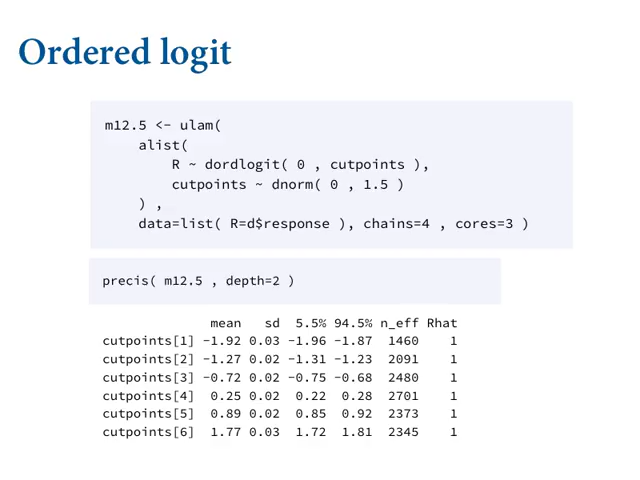 Ordered logit
m12.5 <- ulam(
    alist(
        R ~ dordlogit( 0 , cutpoints ),
        cutpoints ~ dnorm( 0 , 1.5 )
    ) ,
    data=list( R=d$response ), chains=4 , cores=3 )
precis( m12.5 , depth=2 )
mean sd 5.5% 94.5% n_eff Rhat
cutpoints[1] -1.92 0.03 -1.96 -1.87 1460 1
cutpoints[2] -1.27 0.02 -1.31 -1.23 2091 1
cutpoints[3] -0.72 0.02 -0.75 -0.68 2480 1
cutpoints[4] 0.25 0.02 0.22 0.28 2701 1
cutpoints[5] 0.89 0.02 0.85 0.92 2373 1
cutpoints[6] 1.77 0.03 1.72 1.81 2345 1